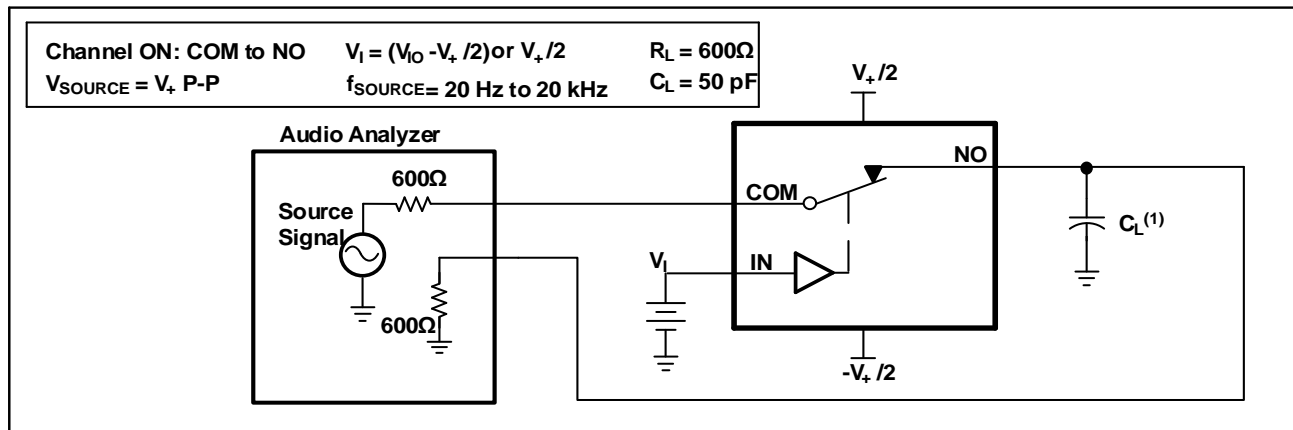 Channel ON: COM to NO V_I = (V_IO -V_+ /2)or V_+ /2 R_L = 600Ω
V_SOURCE = V_+ P-P f_SOURCE= 20 Hz to 20 kHz C_L = 50 pF
V_+ /2
Audio Analyzer
600Ω
NO
COM
Source
Signal
C_L^(1)
V_I
IN
600Ω
-V_+ /2